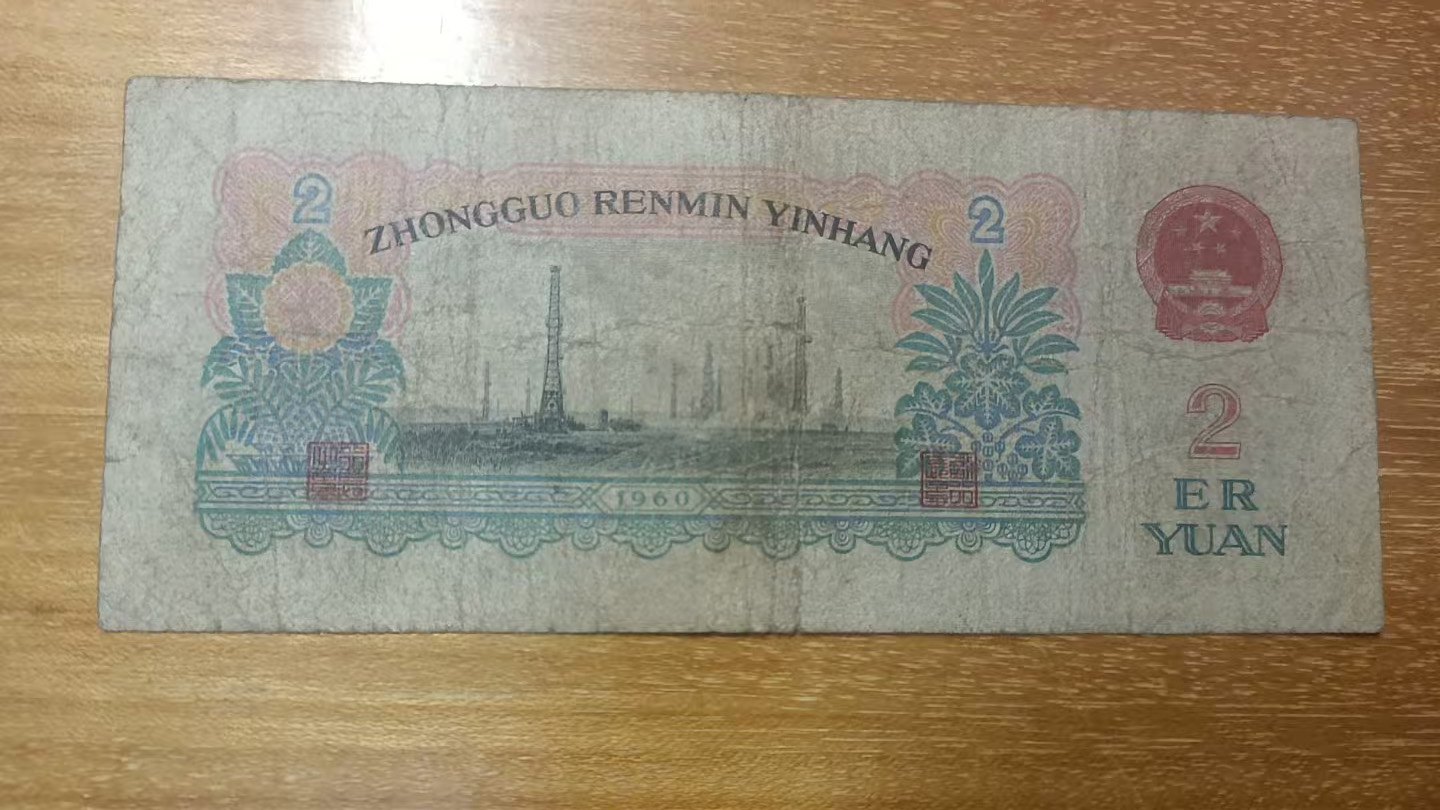 2
2
ZHONGGUO RENMIN YINHANG
1960
2
ER
YUAN